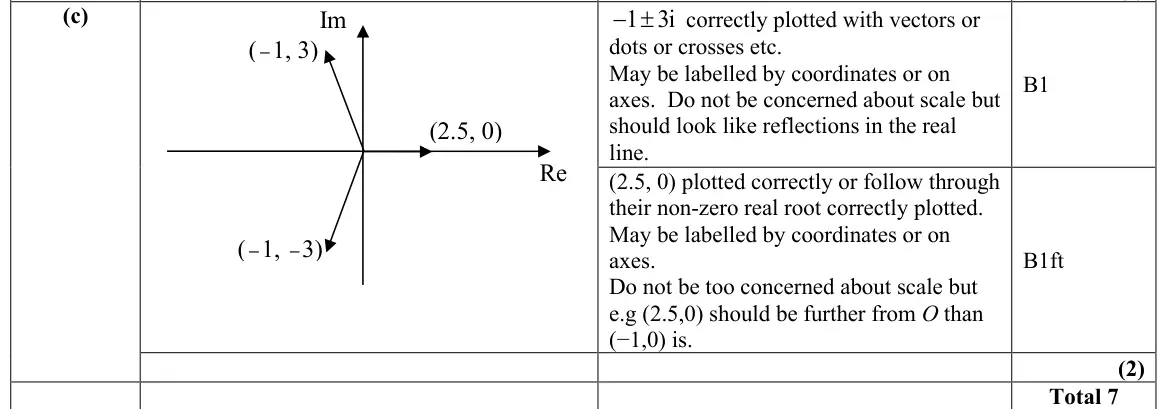 (c)
Im
(−1, 3)
(2.5, 0)
Re
(−1, −3)
−1±3i correctly plotted with vectors or
dots or crosses etc.
May be labelled by coordinates or on
axes.  Do not be concerned about scale but
should look like reflections in the real
line.
B1
(2.5, 0) plotted correctly or follow through
their non-zero real root correctly plotted.
May be labelled by coordinates or on
axes.
Do not be too concerned about scale but
e.g (2.5,0) should be further from O than
(−1,0) is.
B1ft
(2)
Total 7